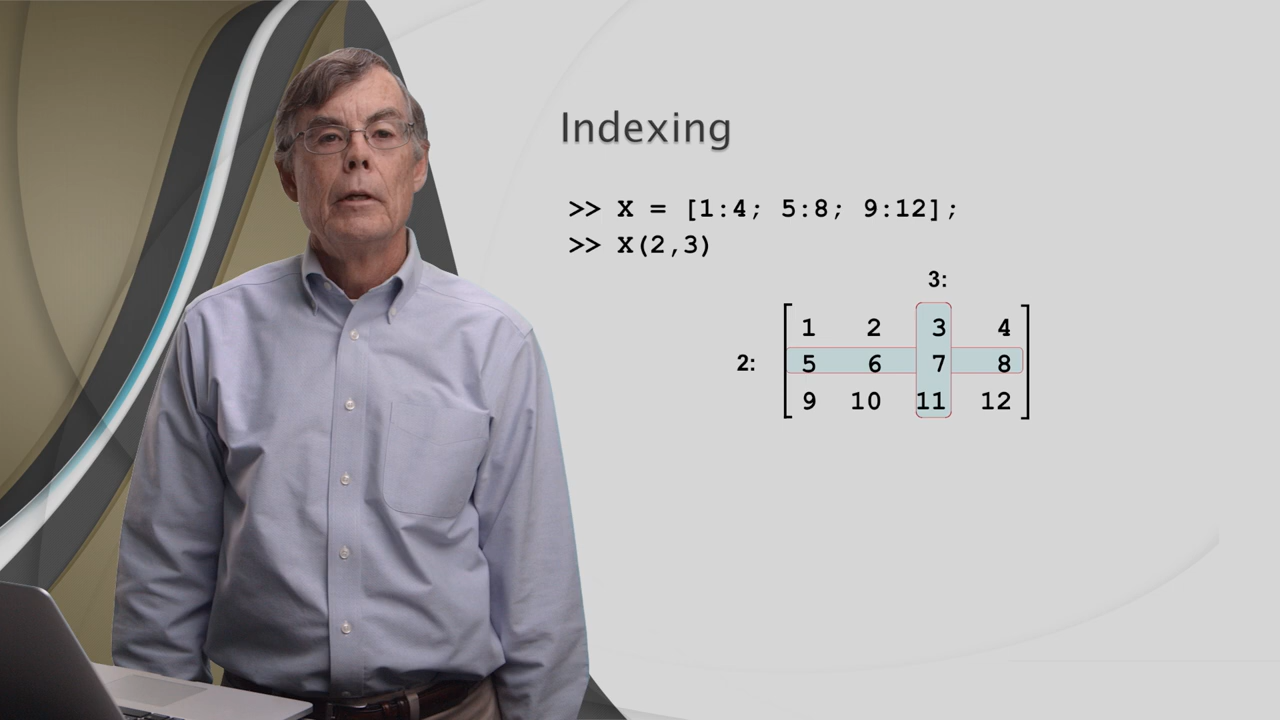 Indexing
>> X = [1:4; 5:8; 9:12];
>> X(2,3)
3:
1 2 3 4
2: 5 6 7 8
9 10 11 12